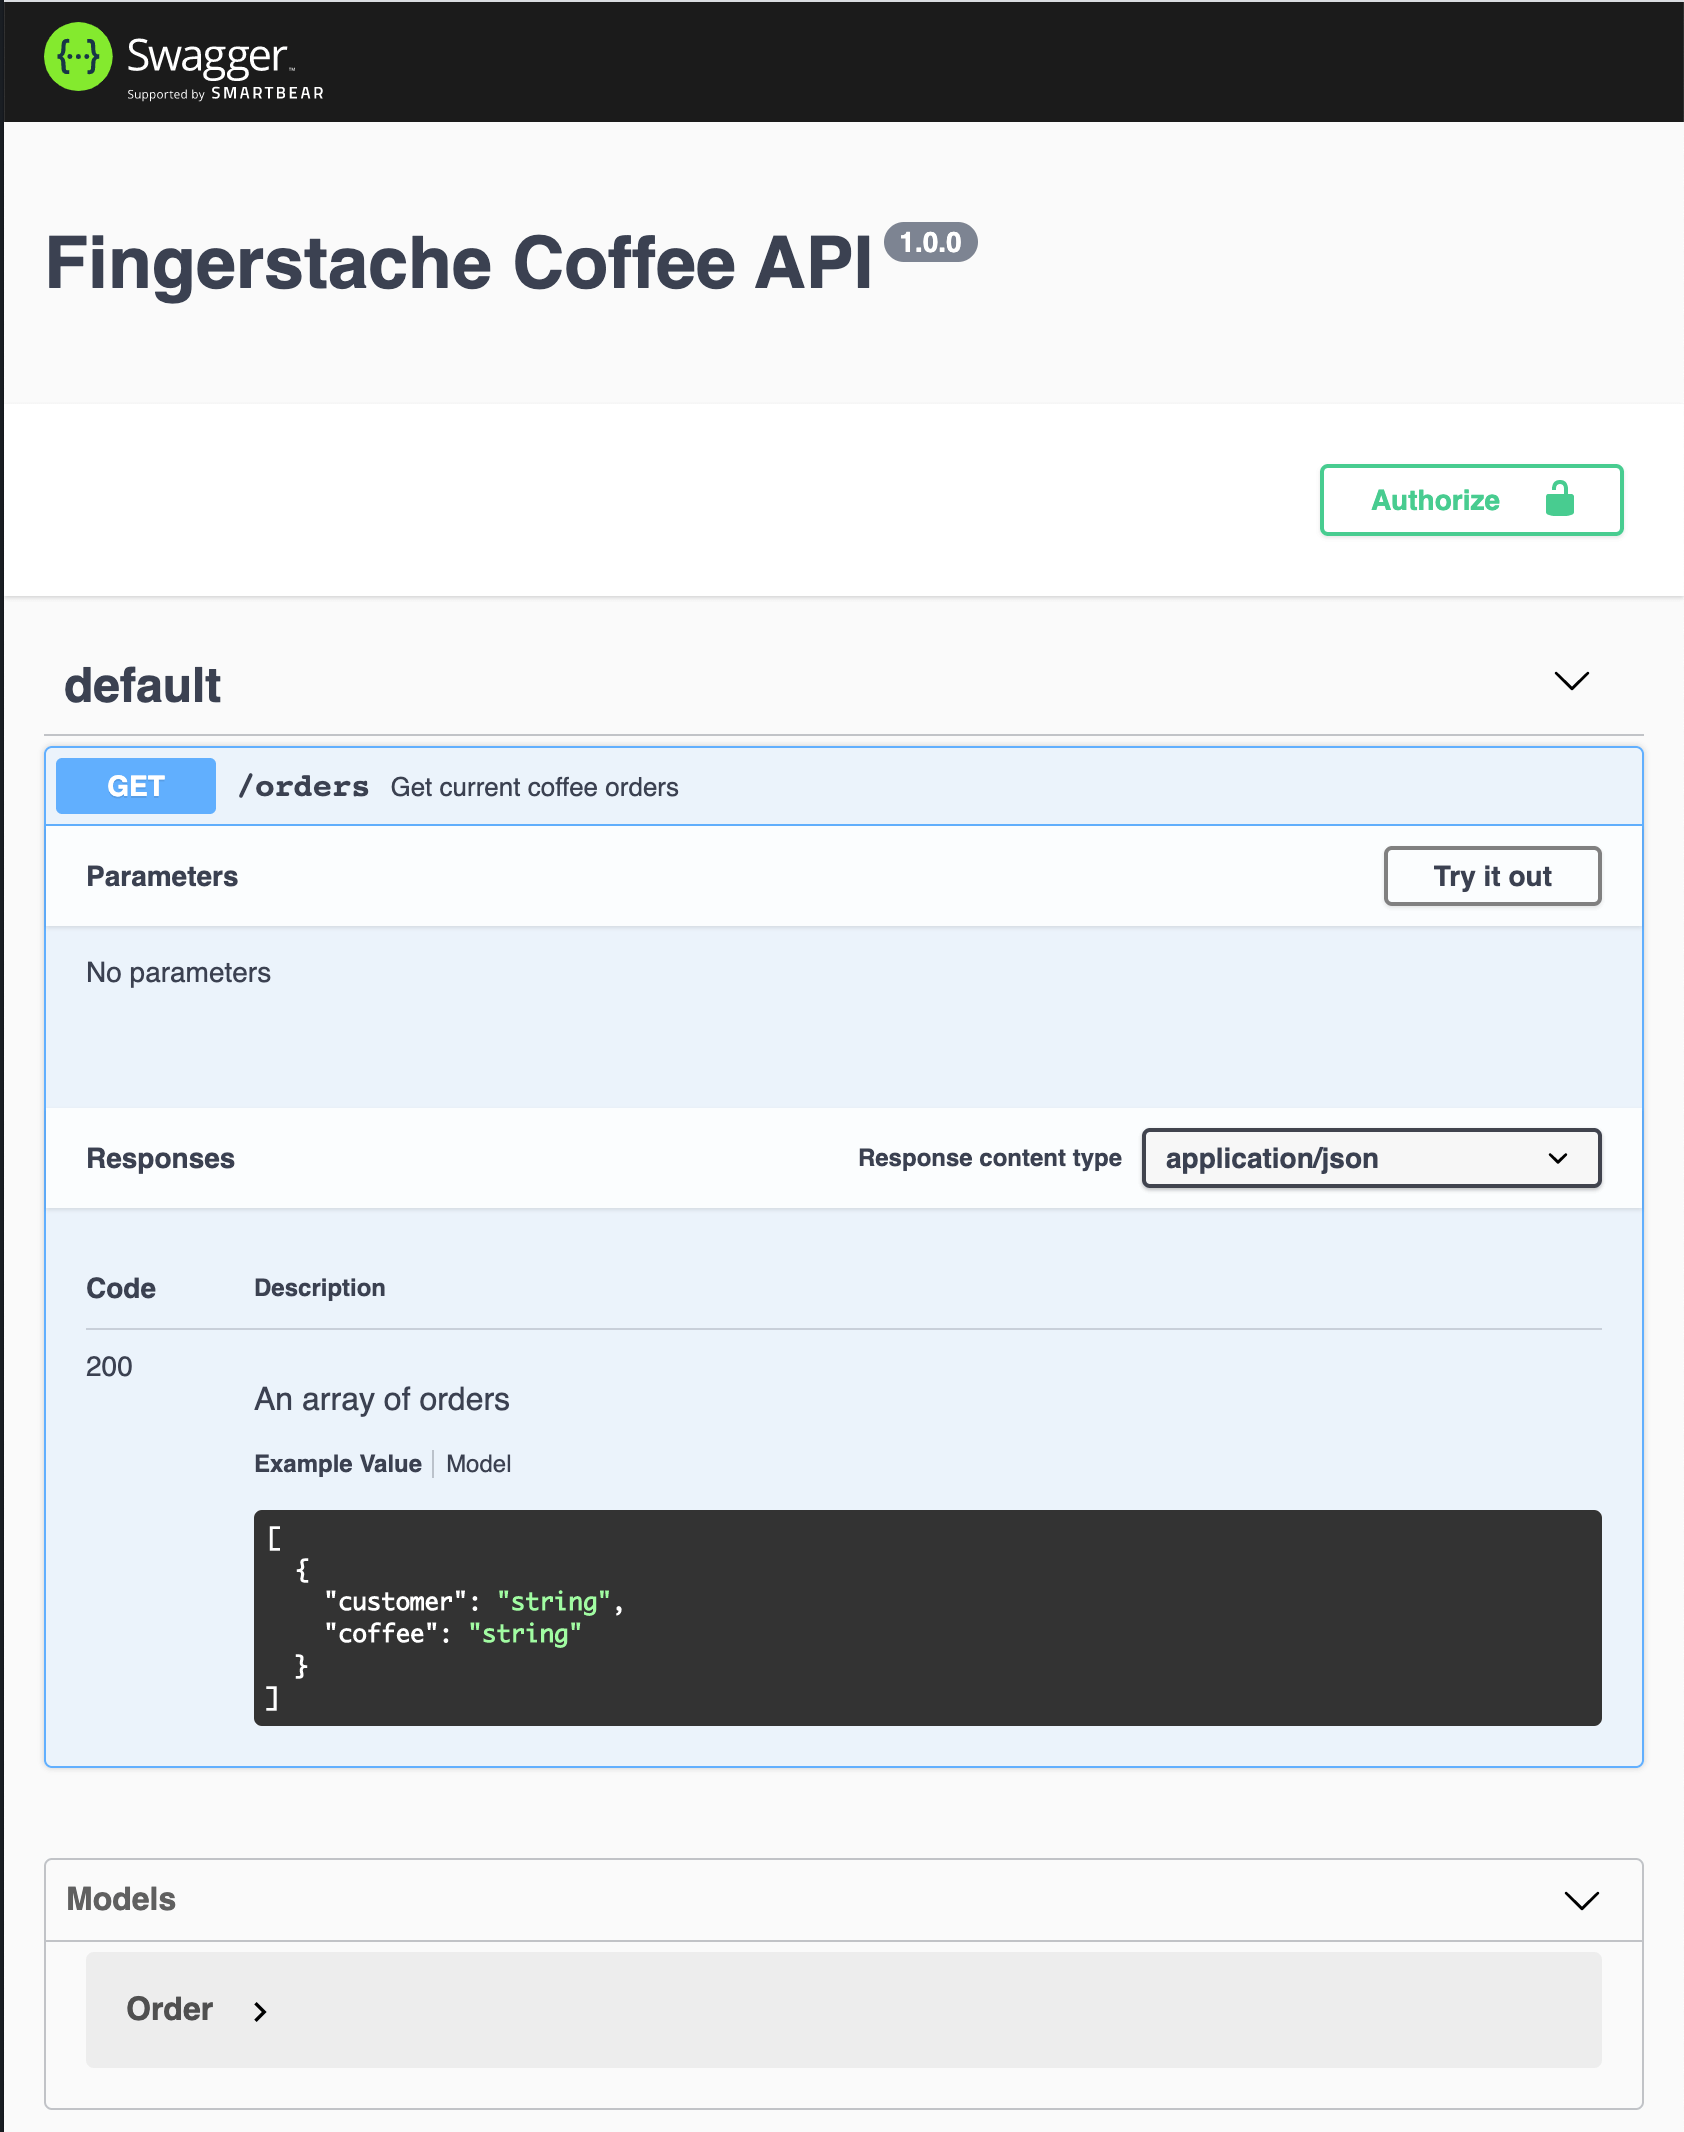 {···} Swagger™
Supported by SMARTBEAR
Fingerstache Coffee API 1.0.0
Authorize
default
GET /orders Get current coffee orders
Parameters Try it out
No parameters
Responses Response content type application/json
Code Description
200
An array of orders
Example Value Model
[
  {
    "customer": "string",
    "coffee": "string"
  }
]
Models
Order